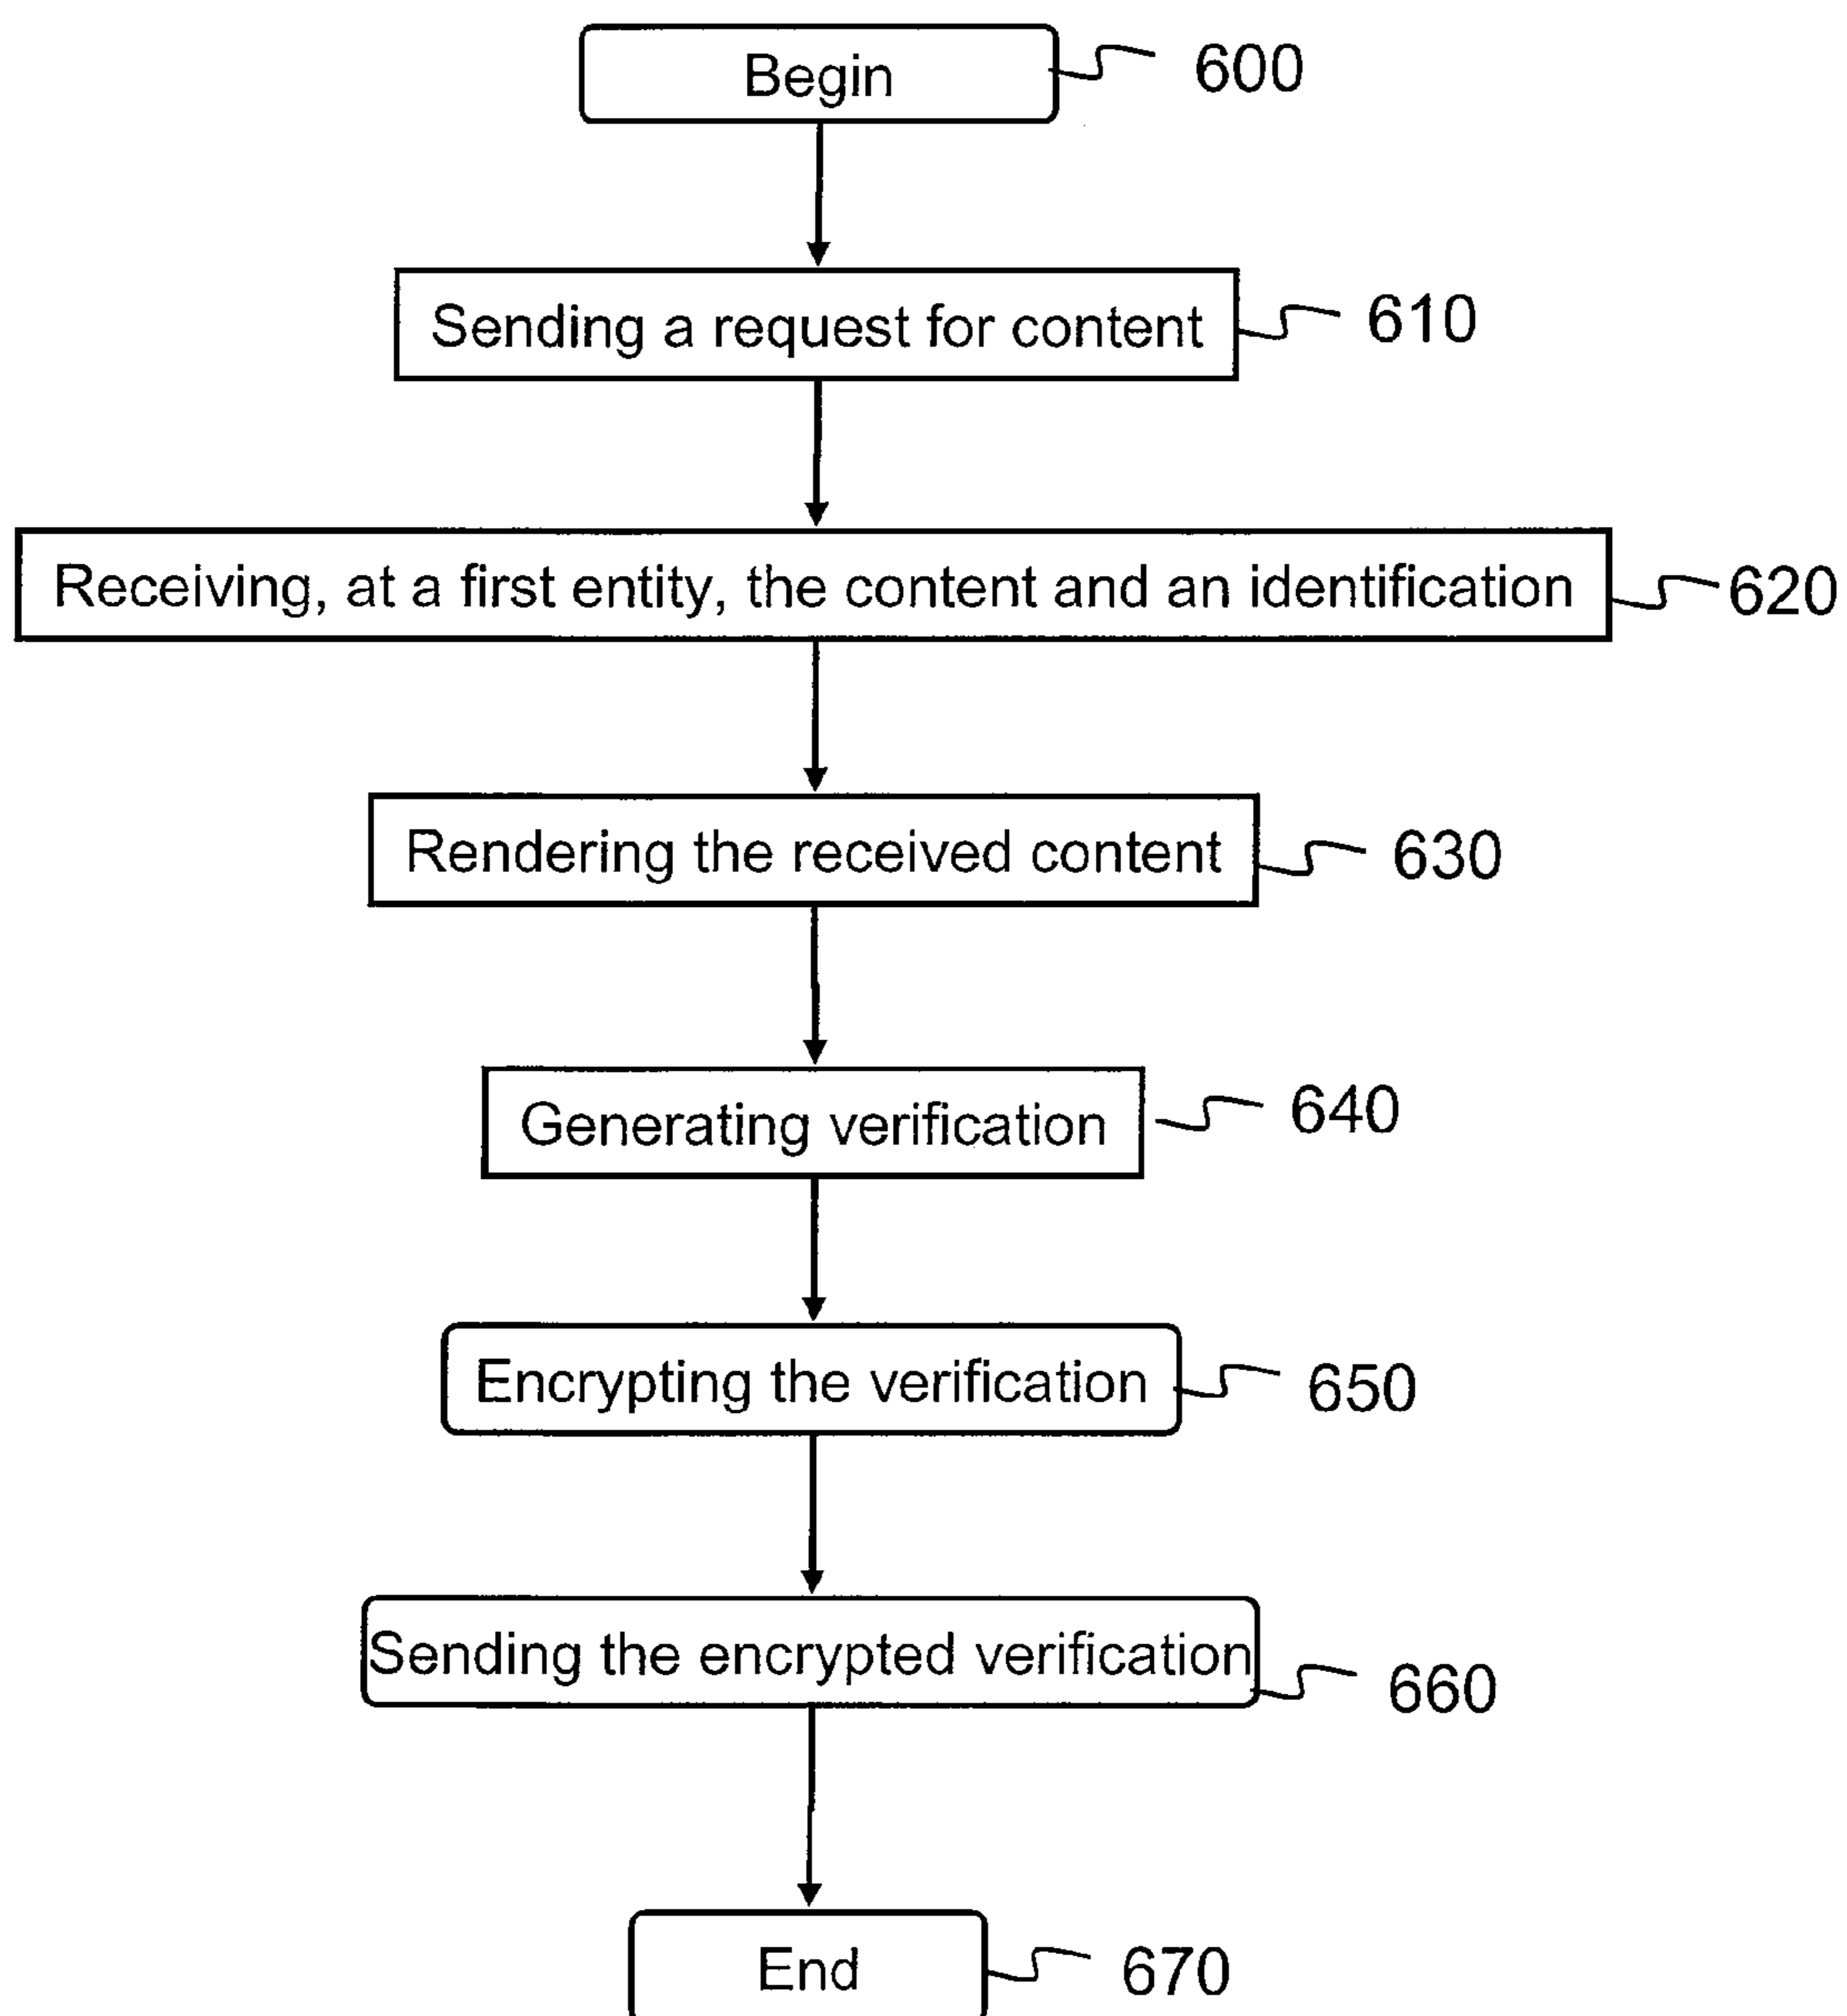 Begin 600
Sending a request for content 610
Receiving, at a first entity, the content and an identification 620
Rendering the received content 630
Generating verification 640
Encrypting the verification 650
Sending the encrypted verification 660
End 670